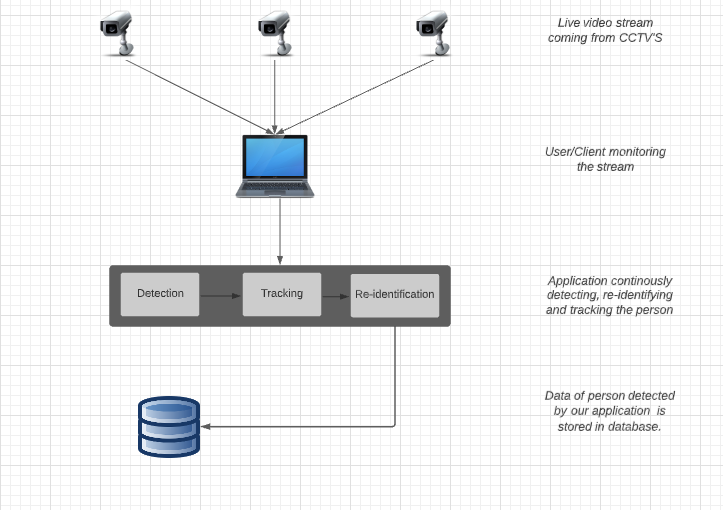 Live video stream
coming from CCTV'S
User/Client monitoring
the stream
Detection
Tracking
Re-identification
Application continously
detecting, re-identifying
and tracking the person
Data of person detected
by our application is
stored in database.